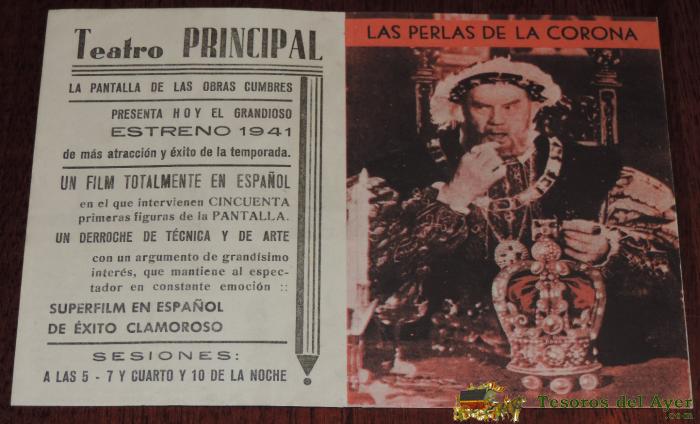 Teatro PRINCIPAL
LA PANTALLA DE LAS OBRAS CUMBRES
PRESENTA HOY EL GRANDIOSO
ESTRENO 1941
de más atracción y éxito de la temporada.
UN FILM TOTALMENTE EN ESPAÑOL
en el que intervienen CINCUENTA
primeras figuras de la PANTALLA.
UN DERROCHE DE TÉCNICA Y DE ARTE
con un argumento de grandísimo
interés, que mantiene al espec-
tador en constante emoción ::
SUPERFILM EN ESPAÑOL
DE ÉXITO CLAMOROSO
SESIONES:
A LAS 5 - 7 Y CUARTO Y 10 DE LA NOCHE
LAS PERLAS DE LA CORONA
Tesoros del Ayer
.com